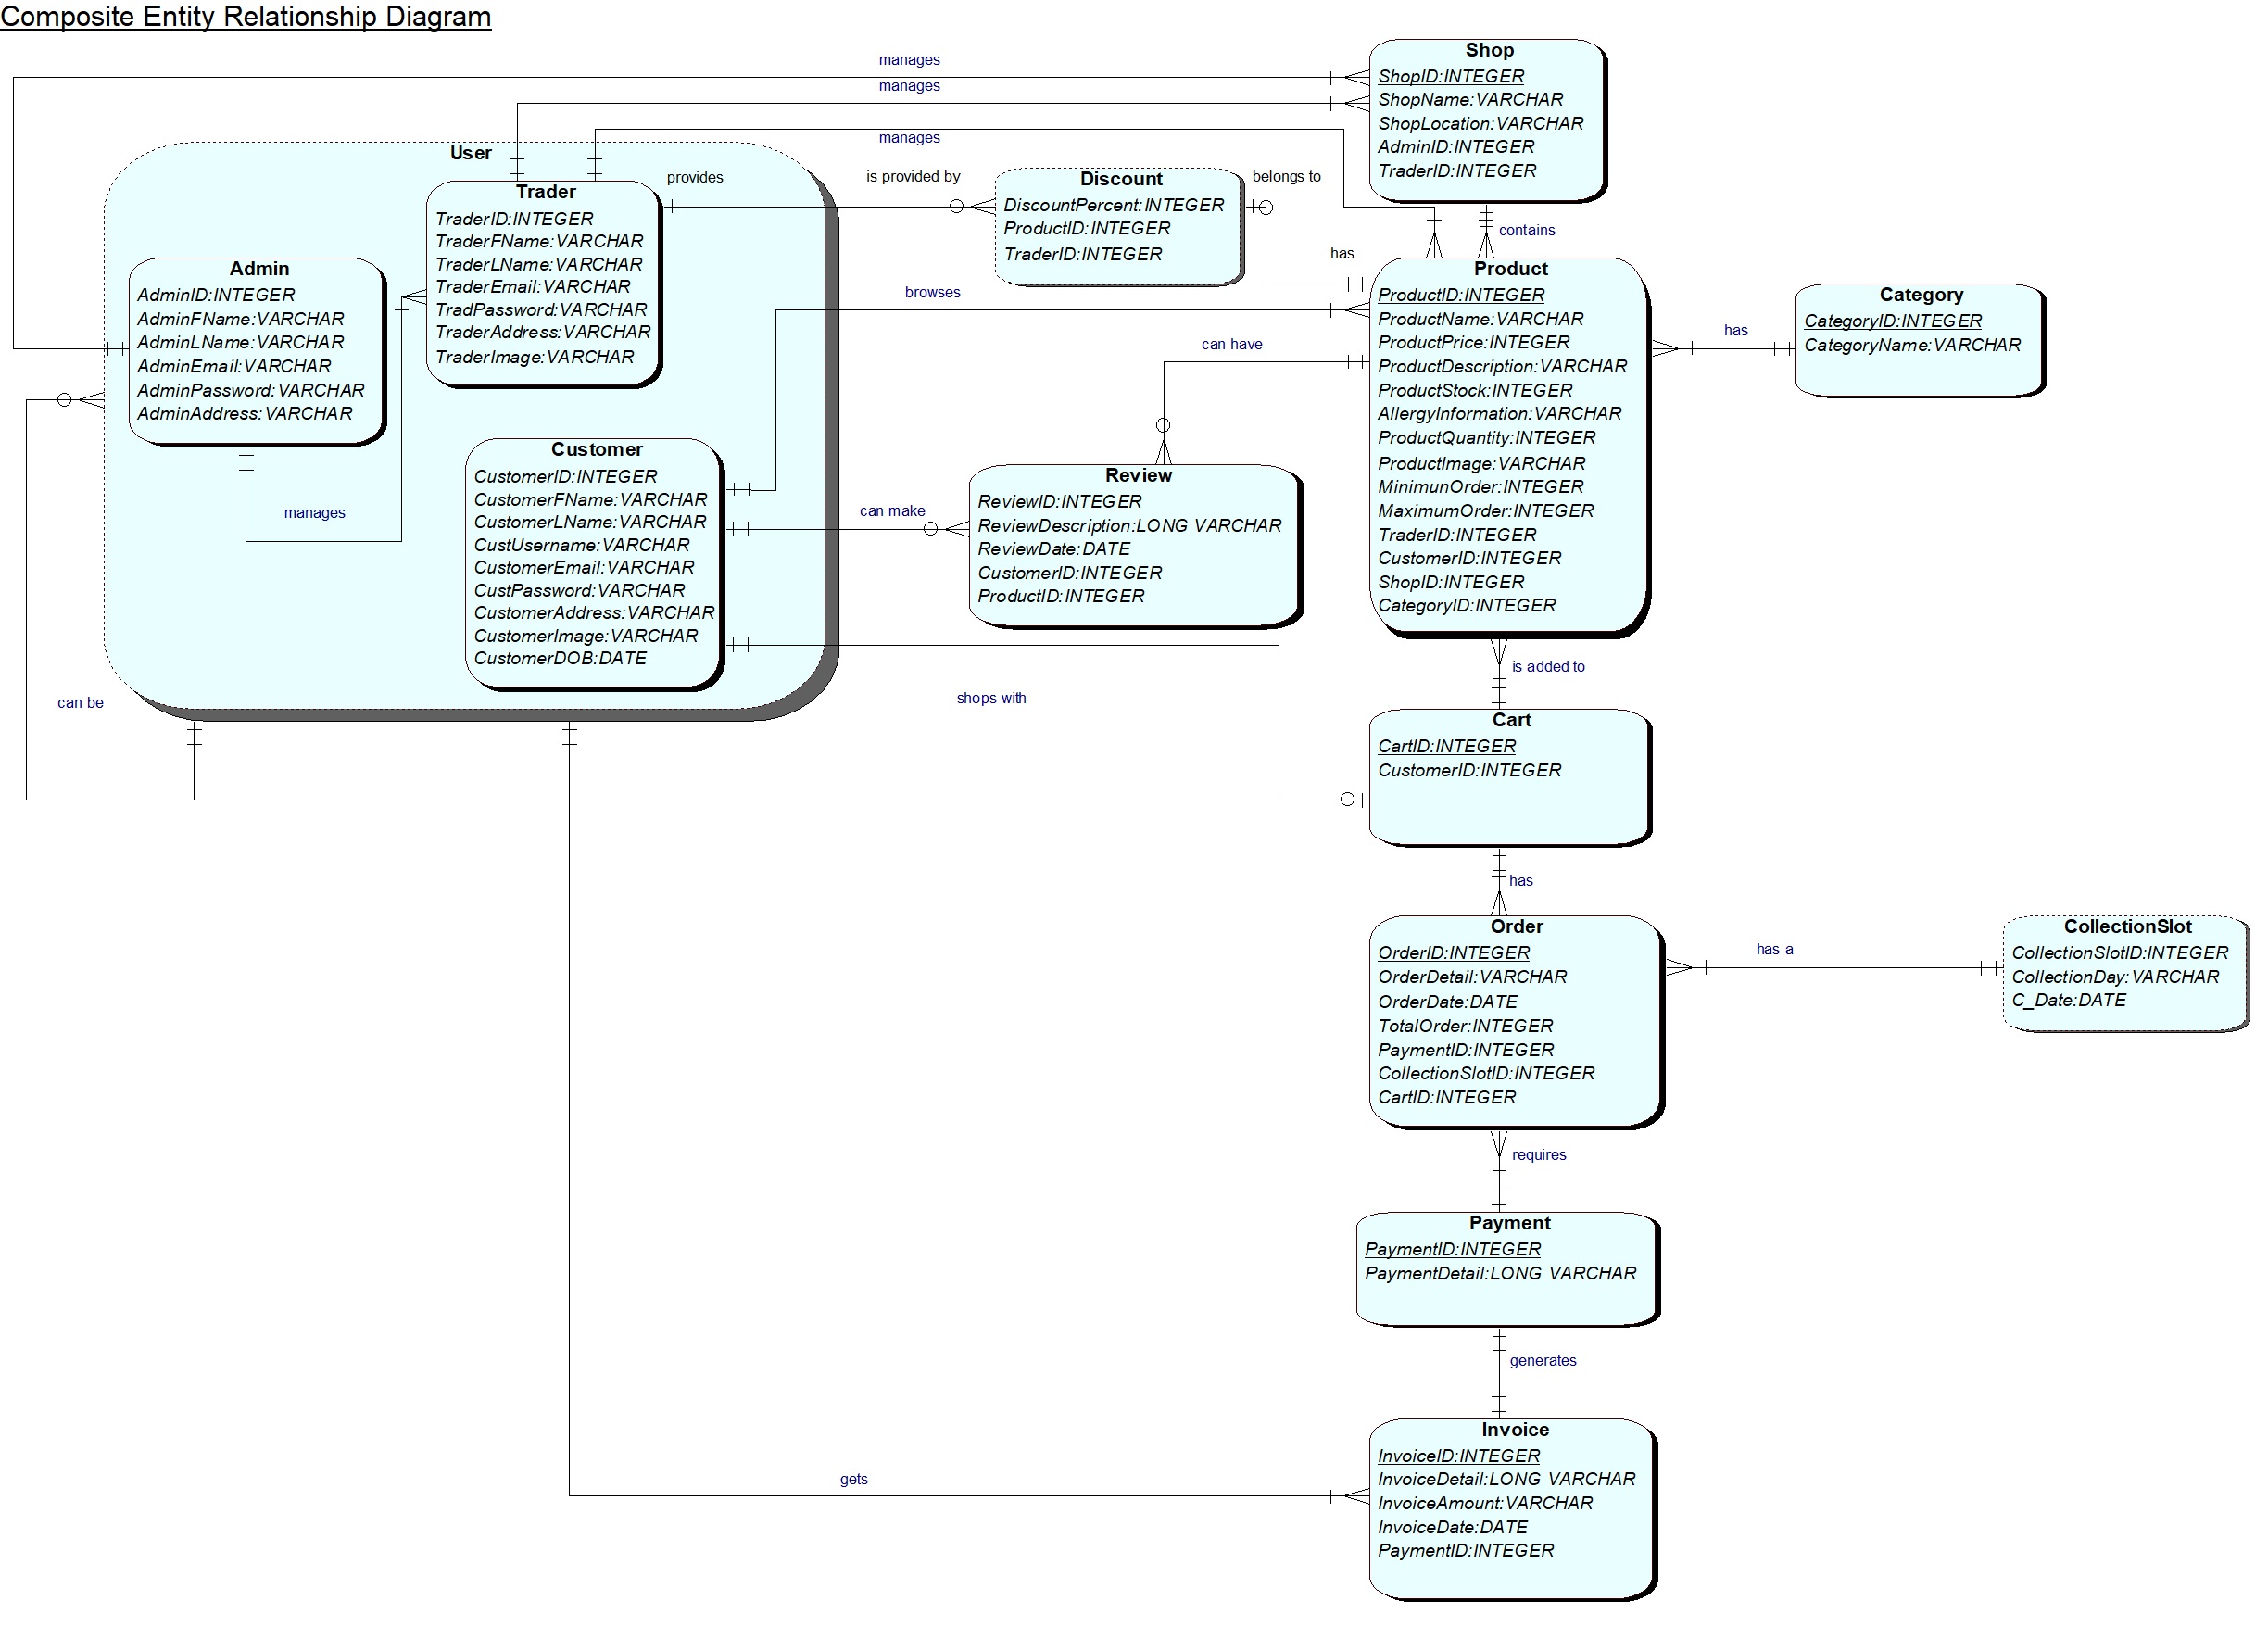 Composite Entity Relationship Diagram
manages
manages
manages
Shop
ShopID:INTEGER
ShopName:VARCHAR
ShopLocation:VARCHAR
AdminID:INTEGER
TraderID:INTEGER
User
Trader
TraderID:INTEGER
TraderFName:VARCHAR
TraderLName:VARCHAR
TraderEmail:VARCHAR
TradPassword:VARCHAR
TraderAddress:VARCHAR
TraderImage:VARCHAR
provides
is provided by
Discount
DiscountPercent:INTEGER
ProductID:INTEGER
TraderID:INTEGER
belongs to
has
contains
Admin
AdminID:INTEGER
AdminFName:VARCHAR
AdminLName:VARCHAR
AdminEmail:VARCHAR
AdminPassword:VARCHAR
AdminAddress:VARCHAR
manages
browses
can have
Product
ProductID:INTEGER
ProductName:VARCHAR
ProductPrice:INTEGER
ProductDescription:VARCHAR
ProductStock:INTEGER
AllergyInformation:VARCHAR
ProductQuantity:INTEGER
ProductImage:VARCHAR
MinimunOrder:INTEGER
MaximumOrder:INTEGER
TraderID:INTEGER
CustomerID:INTEGER
ShopID:INTEGER
CategoryID:INTEGER
has
Category
CategoryID:INTEGER
CategoryName:VARCHAR
Customer
CustomerID:INTEGER
CustomerFName:VARCHAR
CustomerLName:VARCHAR
CustUsername:VARCHAR
CustomerEmail:VARCHAR
CustPassword:VARCHAR
CustomerAddress:VARCHAR
CustomerImage:VARCHAR
CustomerDOB:DATE
can make
Review
ReviewID:INTEGER
ReviewDescription:LONG VARCHAR
ReviewDate:DATE
CustomerID:INTEGER
ProductID:INTEGER
can be
shops with
is added to
Cart
CartID:INTEGER
CustomerID:INTEGER
has
Order
OrderID:INTEGER
OrderDetail:VARCHAR
OrderDate:DATE
TotalOrder:INTEGER
PaymentID:INTEGER
CollectionSlotID:INTEGER
CartID:INTEGER
has a
CollectionSlot
CollectionSlotID:INTEGER
CollectionDay:VARCHAR
C_Date:DATE
requires
Payment
PaymentID:INTEGER
PaymentDetail:LONG VARCHAR
generates
gets
Invoice
InvoiceID:INTEGER
InvoiceDetail:LONG VARCHAR
InvoiceAmount:VARCHAR
InvoiceDate:DATE
PaymentID:INTEGER